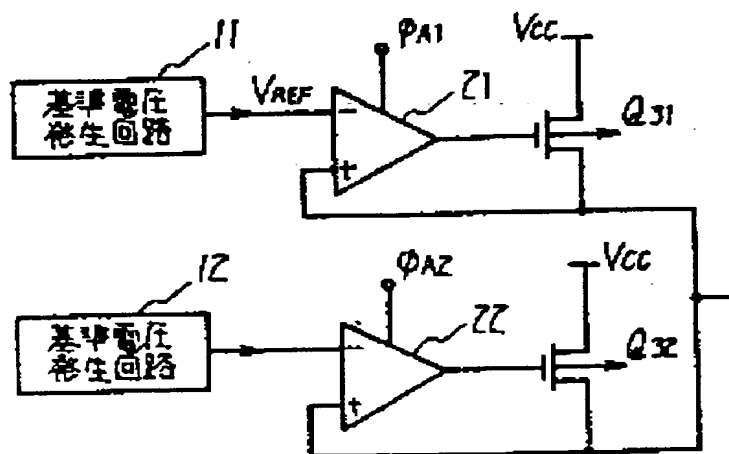 11
φA1
VCC
基準電圧
発生回路
VREF
21
Q31
-
+
12
φA2
VCC
基準電圧
発生回路
22
Q32
-
+